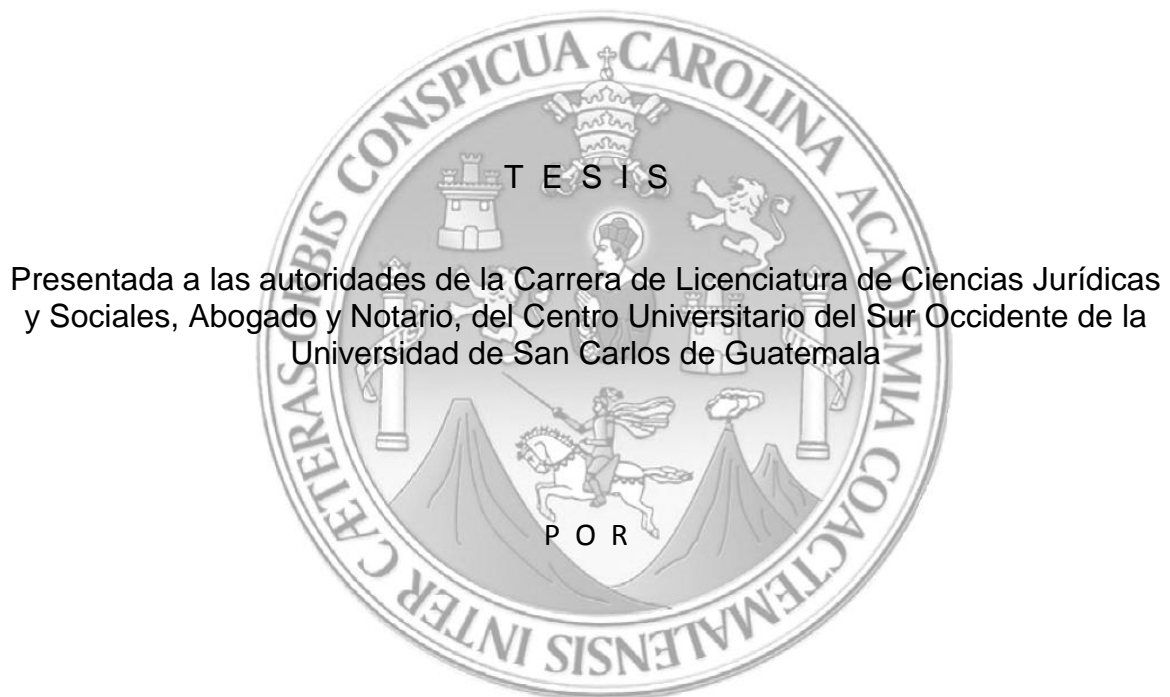 CÆTERAS ORBIS CONSPICUA CAROLINA ACADEMIA COACTEMALENSIS INTER
T E S I S
Presentada a las autoridades de la Carrera de Licenciatura de Ciencias Jurídicas
y Sociales, Abogado y Notario, del Centro Universitario del Sur Occidente de la
Universidad de San Carlos de Guatemala
P O R